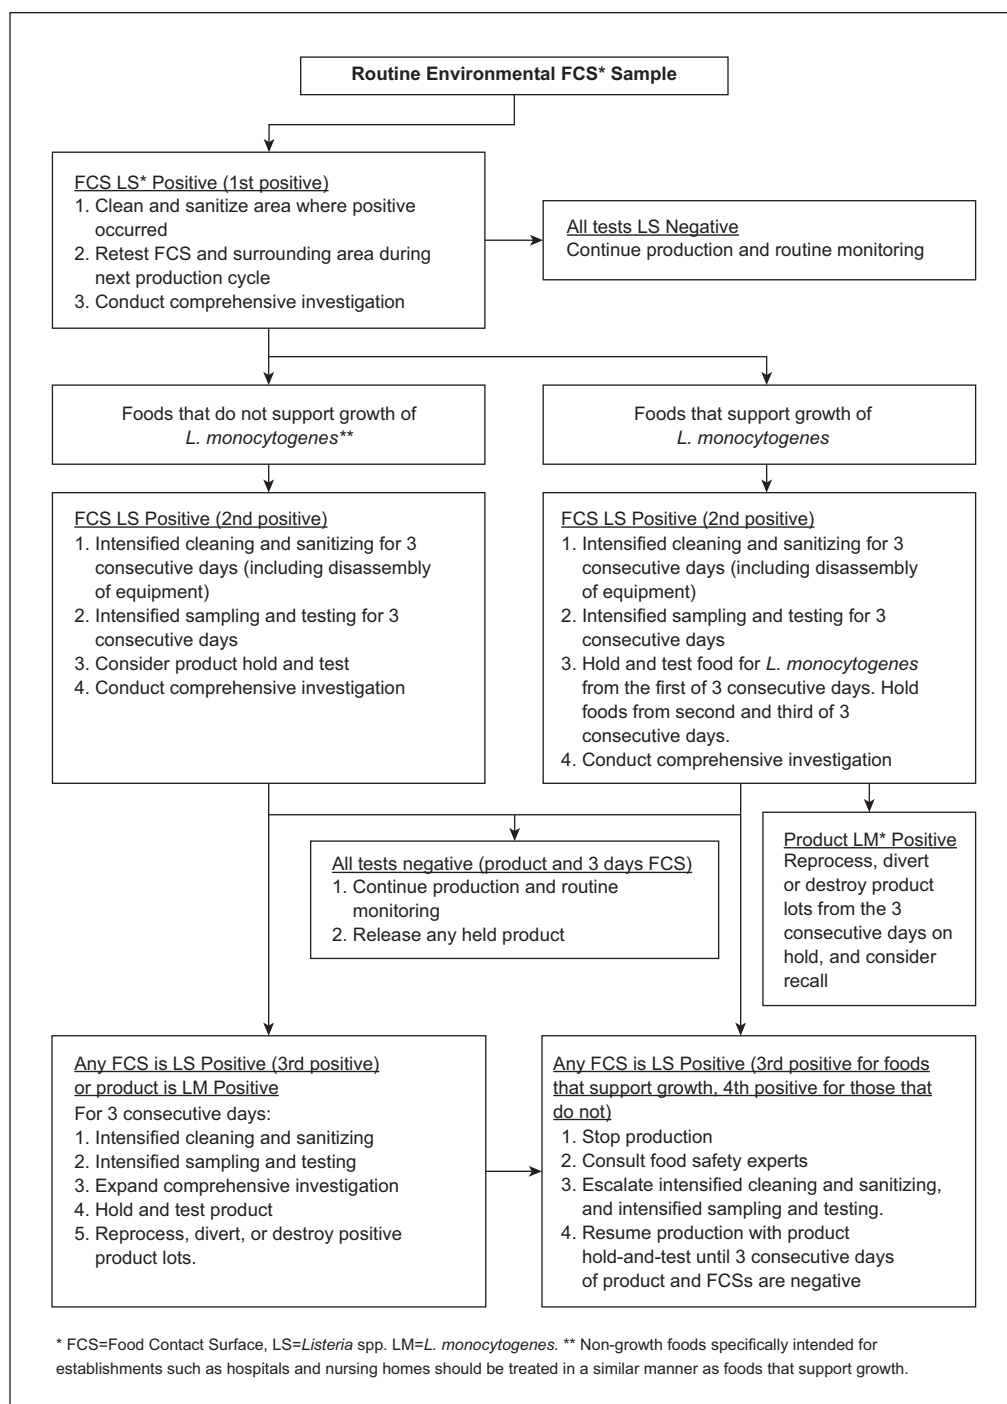 Routine Environmental FCS* Sample
FCS LS* Positive (1st positive)
1. Clean and sanitize area where positive
occurred
2. Retest FCS and surrounding area during
next production cycle
3. Conduct comprehensive investigation
All tests LS Negative
Continue production and routine monitoring
Foods that do not support growth of
L. monocytogenes**
Foods that support growth of
L. monocytogenes
FCS LS Positive (2nd positive)
1. Intensified cleaning and sanitizing for 3
consecutive days (including disassembly
of equipment)
2. Intensified sampling and testing for 3
consecutive days
3. Consider product hold and test
4. Conduct comprehensive investigation
FCS LS Positive (2nd positive)
1. Intensified cleaning and sanitizing for 3
consecutive days (including disassembly
of equipment)
2. Intensified sampling and testing for 3
consecutive days
3. Hold and test food for L. monocytogenes
from the first of 3 consecutive days. Hold
foods from second and third of 3
consecutive days.
4. Conduct comprehensive investigation
All tests negative (product and 3 days FCS)
1. Continue production and routine
monitoring
2. Release any held product
Product LM* Positive
Reprocess, divert
or destroy product
lots from the 3
consecutive days on
hold, and consider
recall
Any FCS is LS Positive (3rd positive)
or product is LM Positive
For 3 consecutive days:
1. Intensified cleaning and sanitizing
2. Intensified sampling and testing
3. Expand comprehensive investigation
4. Hold and test product
5. Reprocess, divert, or destroy positive
product lots.
Any FCS is LS Positive (3rd positive for foods
that support growth, 4th positive for those that
do not)
1. Stop production
2. Consult food safety experts
3. Escalate intensified cleaning and sanitizing,
and intensified sampling and testing.
4. Resume production with product
hold-and-test until 3 consecutive days
of product and FCSs are negative
* FCS=Food Contact Surface, LS=Listeria spp. LM=L. monocytogenes. ** Non-growth foods specifically intended for
establishments such as hospitals and nursing homes should be treated in a similar manner as foods that support growth.